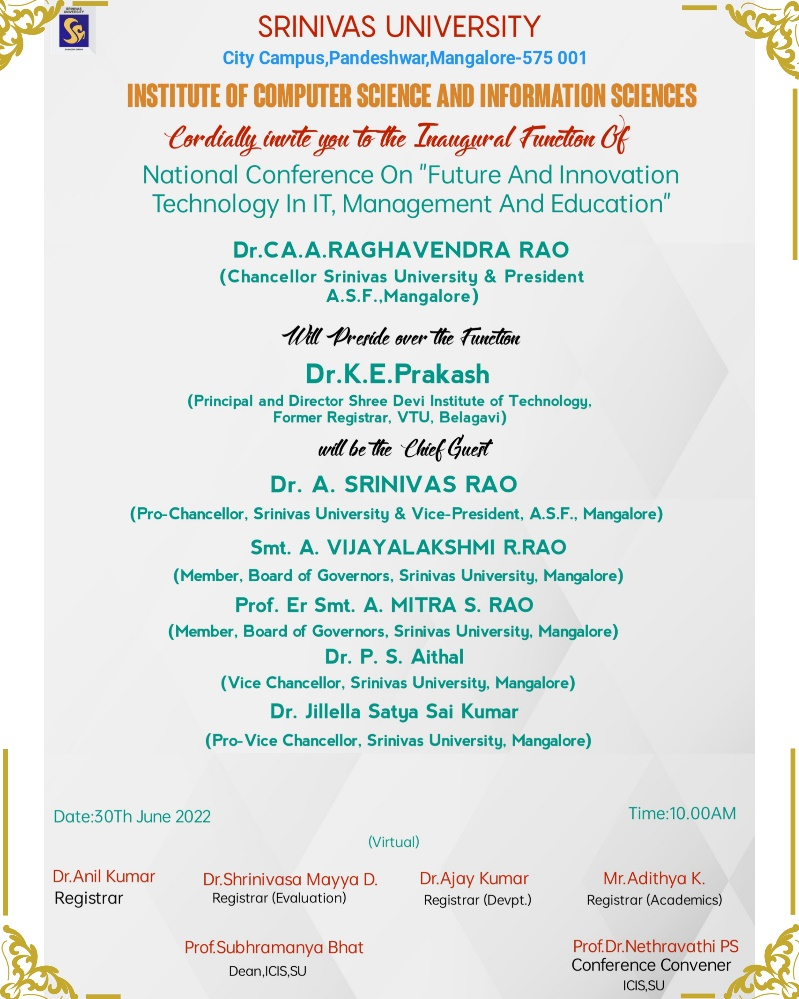 SRINIVAS UNIVERSITY
SRINIVAS UNIVERSITY
City Campus,Pandeshwar,Mangalore-575 001
INSTITUTE OF COMPUTER SCIENCE AND INFORMATION SCIENCES
Cordially invite you to the Inaugural Function Of
National Conference On "Future And Innovation
Technology In IT, Management And Education"
Dr.CA.A.RAGHAVENDRA RAO
(Chancellor Srinivas University & President
A.S.F.,Mangalore)
Will Preside over the Function
Dr.K.E.Prakash
(Principal and Director Shree Devi Institute of Technology,
Former Registrar, VTU, Belagavi)
will be the Chief Guest
Dr. A. SRINIVAS RAO
(Pro-Chancellor, Srinivas University & Vice-President, A.S.F., Mangalore)
Smt. A. VIJAYALAKSHMI R.RAO
(Member, Board of Governors, Srinivas University, Mangalore)
Prof. Er Smt. A. MITRA S. RAO
(Member, Board of Governors, Srinivas University, Mangalore)
Dr. P. S. Aithal
(Vice Chancellor, Srinivas University, Mangalore)
Dr. Jillella Satya Sai Kumar
(Pro-Vice Chancellor, Srinivas University, Mangalore)
Date:30Th June 2022 Time:10.00AM
(Virtual)
Dr.Anil Kumar Dr.Shrinivasa Mayya D. Dr.Ajay Kumar Mr.Adithya K.
Registrar Registrar (Evaluation) Registrar (Devpt.) Registrar (Academics)
Prof.Subhramanya Bhat Prof.Dr.Nethravathi PS
Dean,ICIS,SU Conference Convener
ICIS,SU